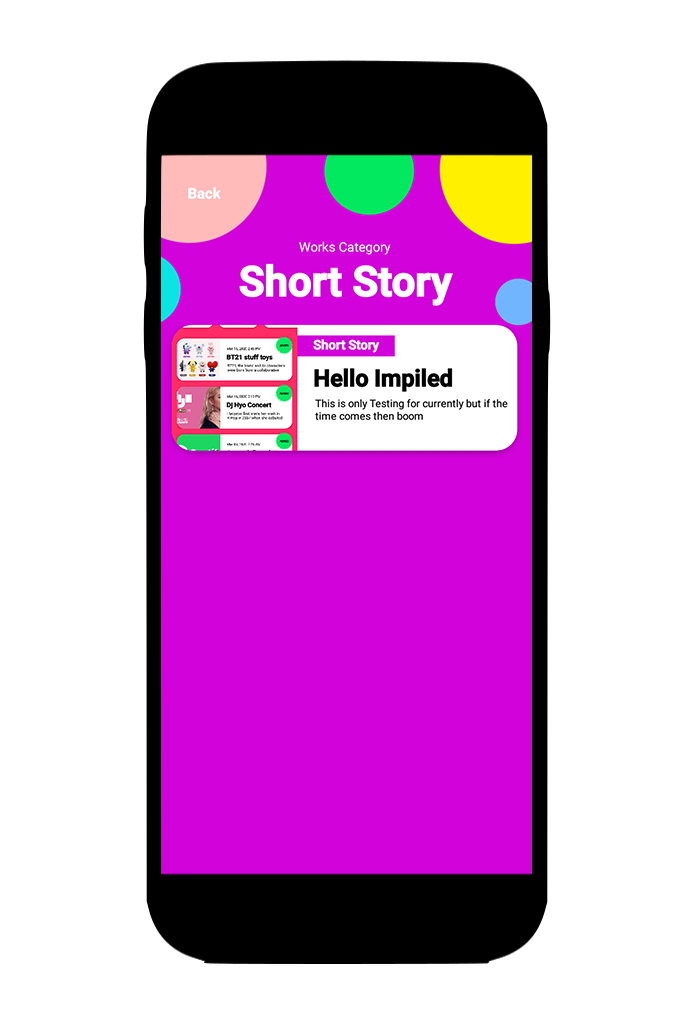 Back
Works Category
Short Story
Short Story
Hello Impiled
This is only Testing for currently but if the
time comes then boom
BT21 stuff toys
DJ Hyo Concert